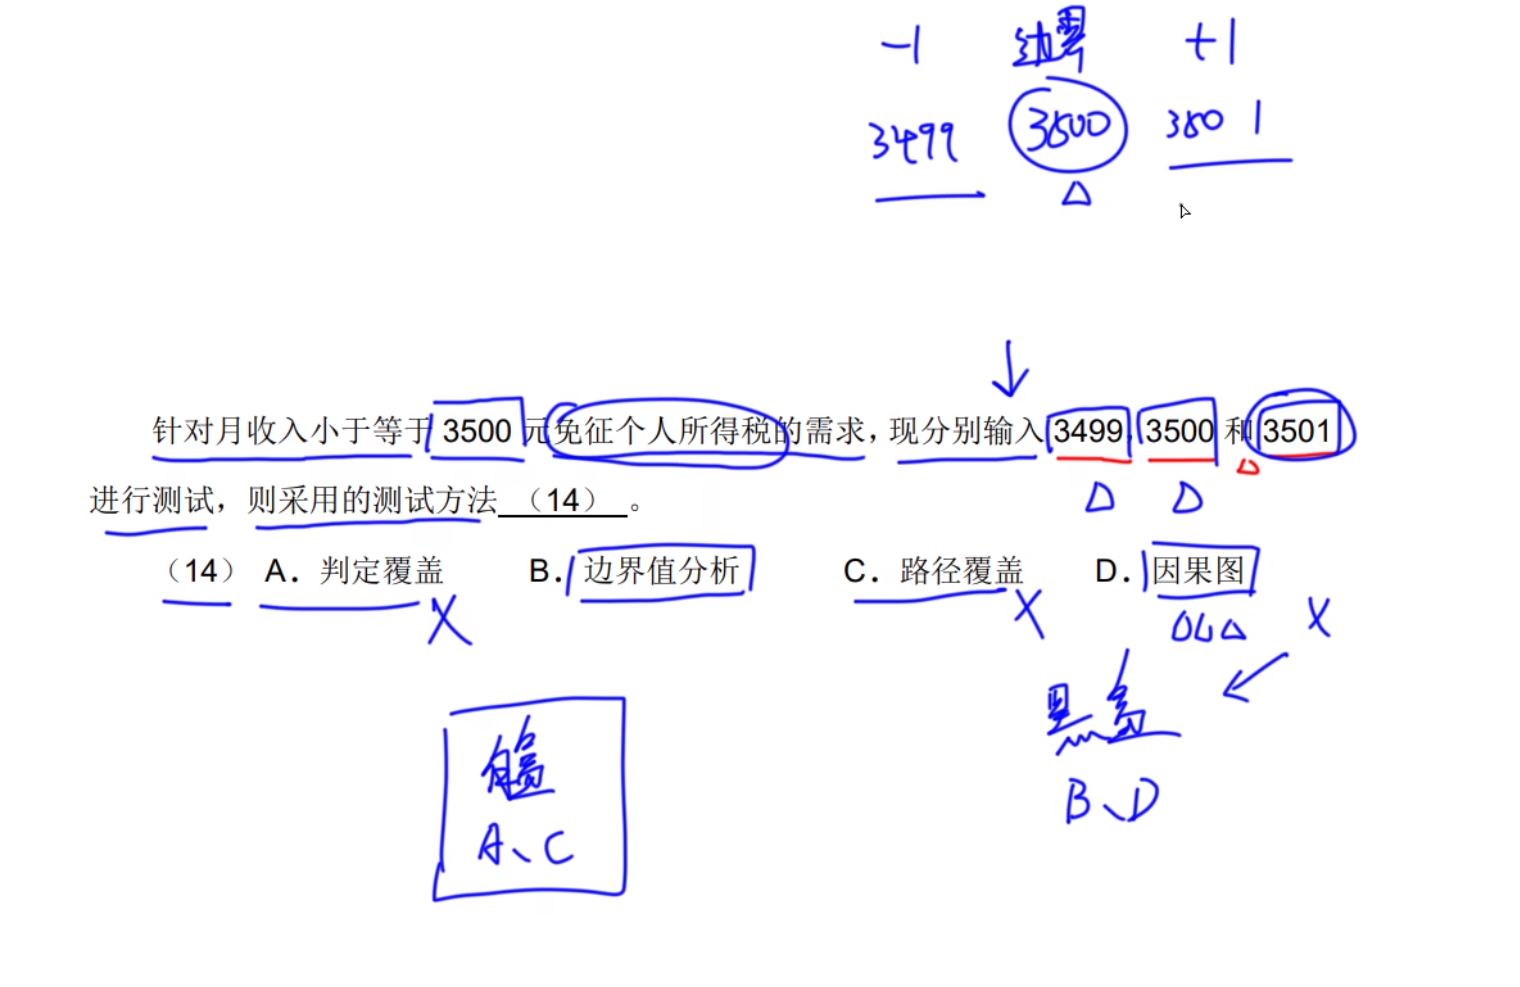 -1 边界 +1
3499 3500 3501
针对月收入小于等于 3500 元免征个人所得税的需求，现分别输入 3499，3500 和 3501
进行测试，则采用的测试方法 （14） 。
（14） A．判定覆盖 B．边界值分析 C．路径覆盖 D．因果图
白盒
A、C
黑盒
B、D